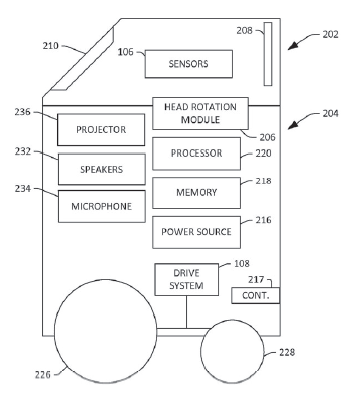 210
106
SENSORS
208
202
HEAD ROTATION
MODULE
206
204
236
PROJECTOR
232
SPEAKERS
234
MICROPHONE
PROCESSOR
220
MEMORY
218
POWER SOURCE
216
DRIVE
SYSTEM
108
217
CONT.
226
228